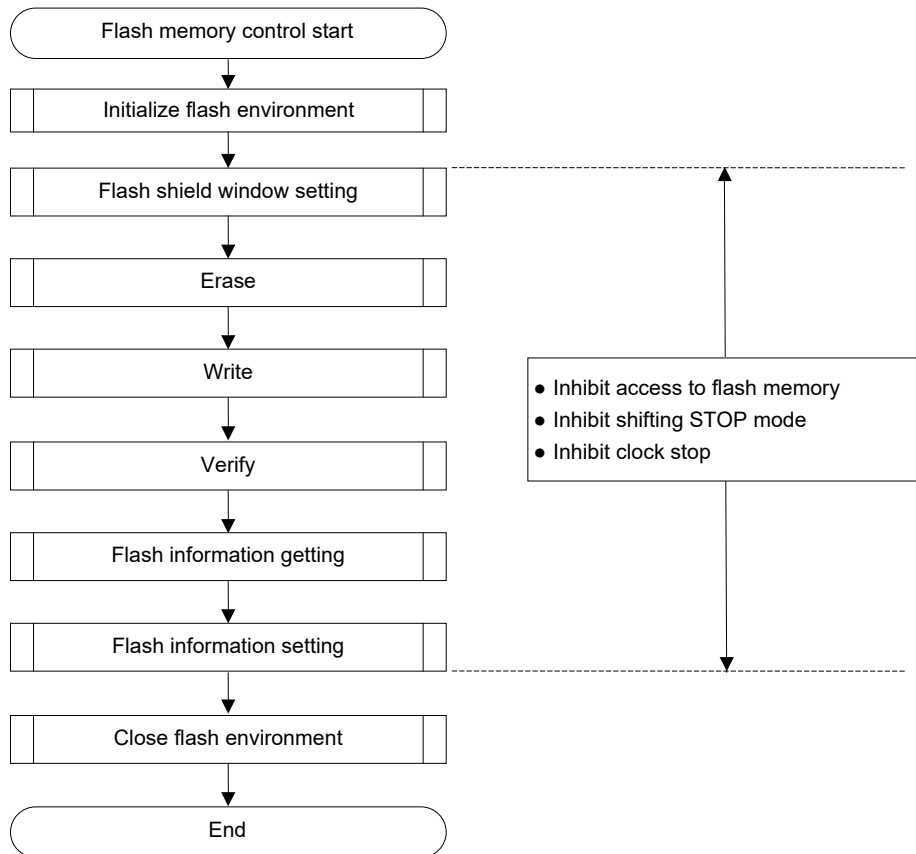 Flash memory control start
Initialize flash environment
Flash shield window setting
Erase
Write
Verify
Flash information getting
Flash information setting
Close flash environment
End
● Inhibit access to flash memory
● Inhibit shifting STOP mode
● Inhibit clock stop